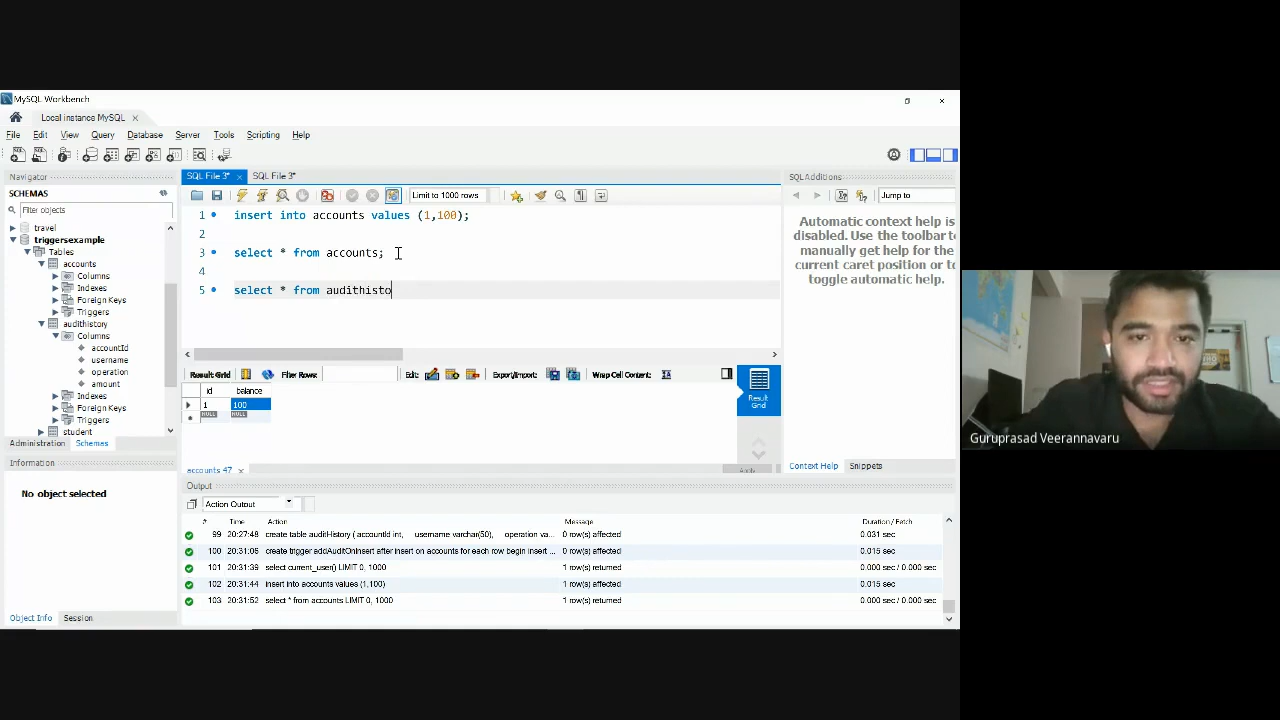 MySQL Workbench
Local instance MySQL
File Edit View Query Database Server Tools Scripting Help
Navigator
SCHEMAS
Filter objects
travel
triggersexample
Tables
accounts
Columns
Indexes
Foreign Keys
Triggers
audithistory
Columns
accountId
username
operation
amount
Indexes
Foreign Keys
Triggers
student
Administration Schemas
Information
No object selected
Object Info Session
SQL File 3* SQL File 3*
Limit to 1000 rows
1 insert into accounts values (1,100);
2
3 select * from accounts;
4
5 select * from audithisto
Result Grid Filter Rows: Edit: Export/Import: Wrap Cell Content:
id balance
1 100
NULL NULL
Result
Grid
accounts 47
Apply
Output
Action Output
# Time Action Message Duration / Fetch
99 20:27:48 create table auditHistory ( accountId int, username varchar(50), operation va... 0 row(s) affected 0.031 sec
100 20:31:06 create trigger addAuditOnInsert after insert on accounts for each row begin insert ... 0 row(s) affected 0.015 sec
101 20:31:39 select current_user() LIMIT 0, 1000 1 row(s) returned 0.000 sec / 0.000 sec
102 20:31:44 insert into accounts values (1,100) 1 row(s) affected 0.015 sec
103 20:31:52 select * from accounts LIMIT 0, 1000 1 row(s) returned 0.000 sec / 0.000 sec
SQL Additions
Jump to
Automatic context help is
disabled. Use the toolbar to
manually get help for the
current caret position or to
toggle automatic help.
Context Help Snippets
Guruprasad Veerannavaru